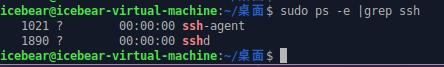 icebear@icebear-virtual-machine:~/桌面$ sudo ps -e |grep ssh
1021 ?        00:00:00 ssh-agent
1890 ?        00:00:00 sshd
icebear@icebear-virtual-machine:~/桌面$